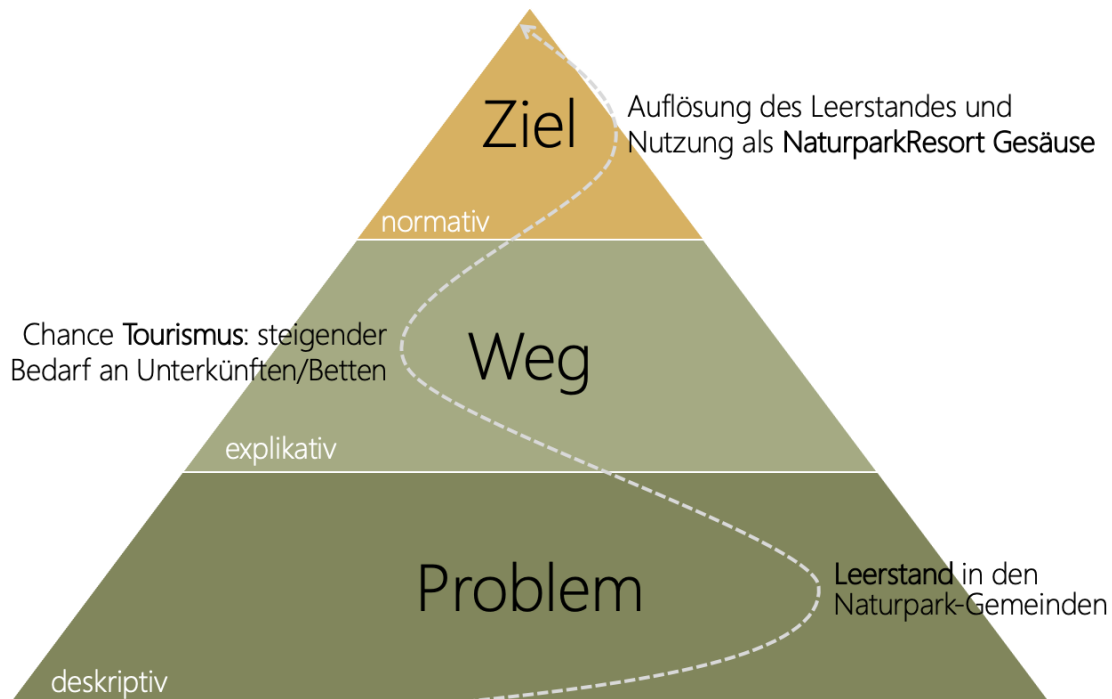 Ziel
Auflösung des Leerstandes und
Nutzung als NaturparkResort Gesäuse
normativ
Chance Tourismus: steigender
Bedarf an Unterkünften/Betten
Weg
explikativ
Problem
Leerstand in den
Naturpark-Gemeinden
deskriptiv